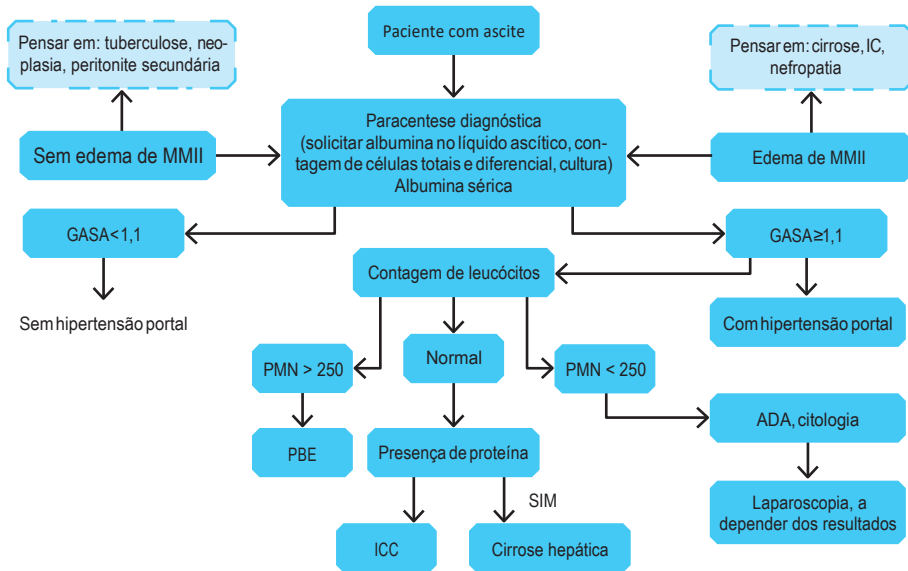 Paciente com ascite
Pensar em: tuberculose, neo-
plasia, peritonite secundária
Pensar em: cirrose, IC,
nefropatia
Sem edema de MMII
Paracentese diagnóstica
(solicitar albumina no líquido ascítico, con-
tagem de células totais e diferencial, cultura)
Albumina sérica
Edema de MMII
GASA<1,1
GASA≥1,1
Sem hipertensão portal
Contagem de leucócitos
Com hipertensão portal
PMN > 250
Normal
PMN < 250
PBE
Presença de proteína
ADA, citologia
SIM
ICC
Cirrose hepática
Laparoscopia, a
depender dos resultados